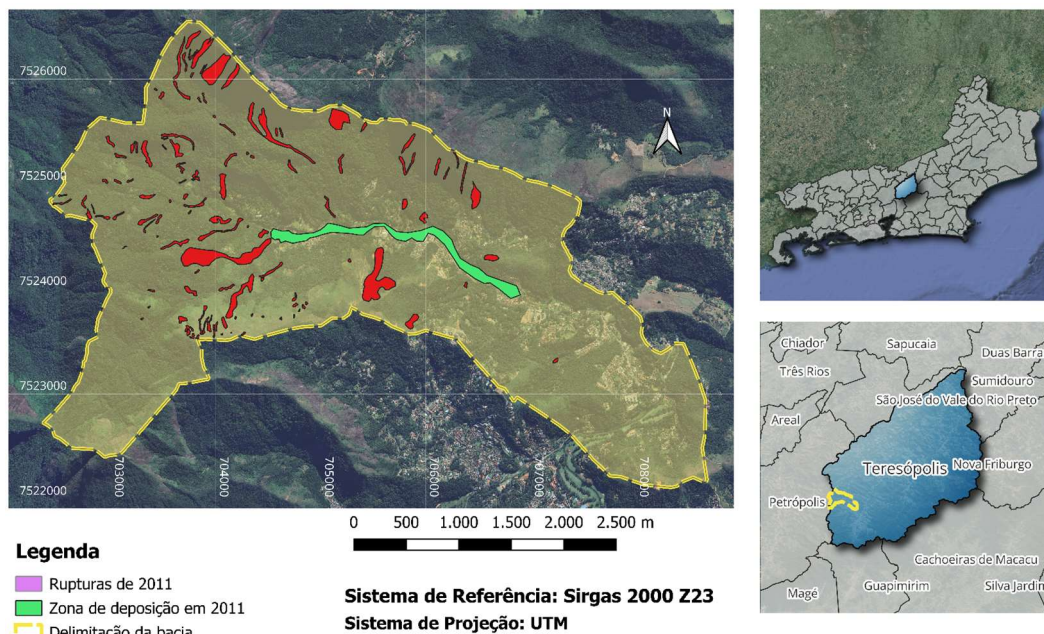 7526000
7525000
7524000
7523000
7522000
703000
704000
705000
706000
707000
708000
N
0 500 1.000 1.500 2.000 2.500 m
Legenda
Rupturas de 2011
Zona de deposição em 2011
Delimitação da bacia
Sistema de Referência: Sirgas 2000 Z23
Sistema de Projeção: UTM
Chiador
Sapucaia
Duas Barra
Três Rios
Sumidouro
São José do Vale do Rio Preto
Areal
Teresópolis
Nova Friburgo
Petrópolis
Cachoeiras de Macacu
Magé
Guapimirim
Silva Jardim